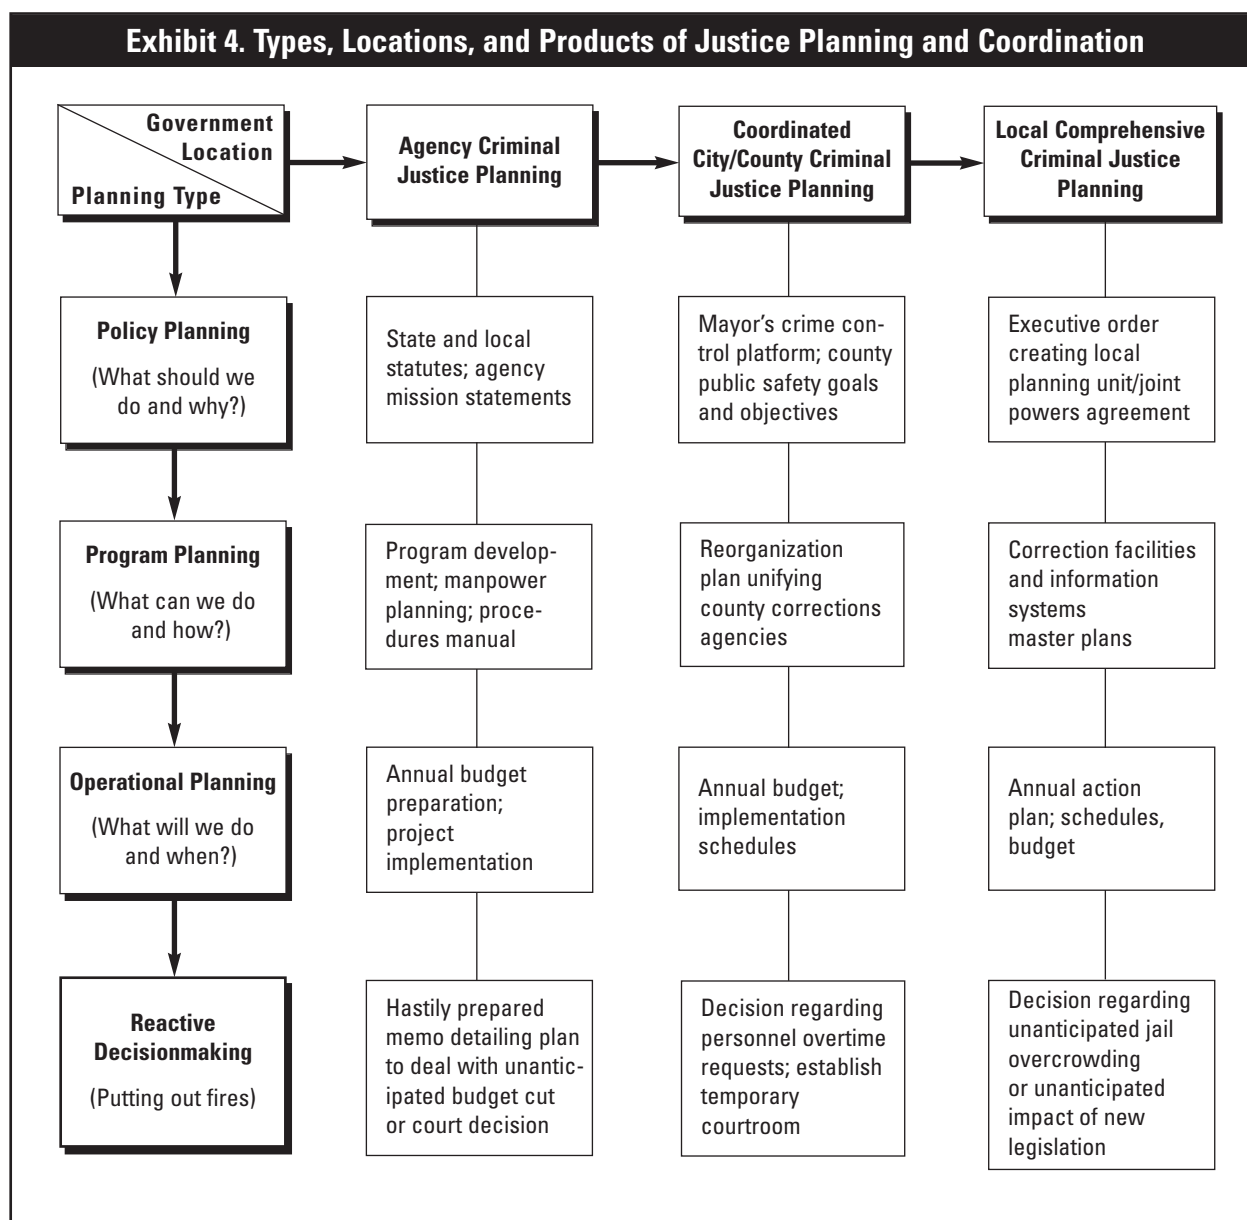 Exhibit 4. Types, Locations, and Products of Justice Planning and Coordination
Government
Location
Planning Type
Agency Criminal
Justice Planning
Coordinated
City/County Criminal
Justice Planning
Local Comprehensive
Criminal Justice
Planning
Policy Planning
(What should we
do and why?)
State and local
statutes; agency
mission statements
Mayor's crime con-
trol platform; county
public safety goals
and objectives
Executive order
creating local
planning unit/joint
powers agreement
Program Planning
(What can we do
and how?)
Program develop-
ment; manpower
planning; proce-
dures manual
Reorganization
plan unifying
county corrections
agencies
Correction facilities
and information
systems
master plans
Operational Planning
(What will we do
and when?)
Annual budget
preparation;
project
implementation
Annual budget;
implementation
schedules
Annual action
plan; schedules,
budget
Reactive
Decisionmaking
(Putting out fires)
Hastily prepared
memo detailing plan
to deal with unantic-
ipated budget cut
or court decision
Decision regarding
personnel overtime
requests; establish
temporary
courtroom
Decision regarding
unanticipated jail
overcrowding
or unanticipated
impact of new
legislation